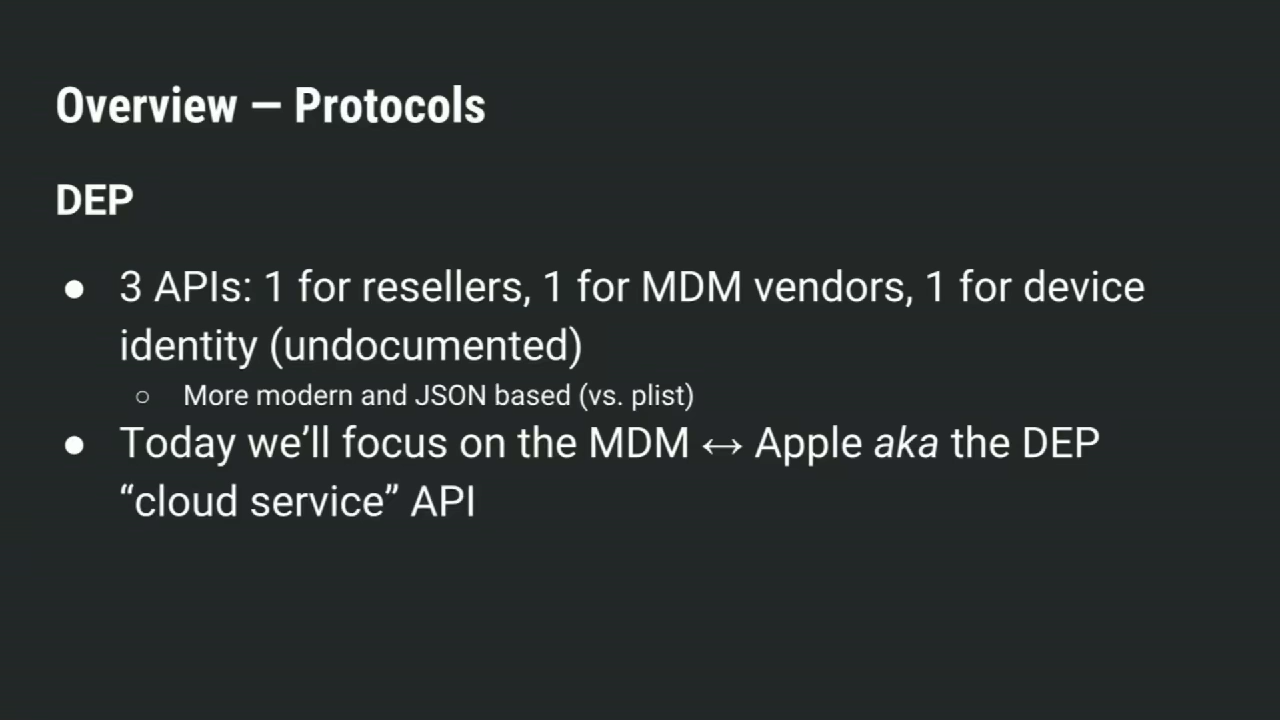 Overview — Protocols
DEP
● 3 APIs: 1 for resellers, 1 for MDM vendors, 1 for device
identity (undocumented)
○ More modern and JSON based (vs. plist)
● Today we’ll focus on the MDM ↔ Apple aka the DEP
“cloud service” API